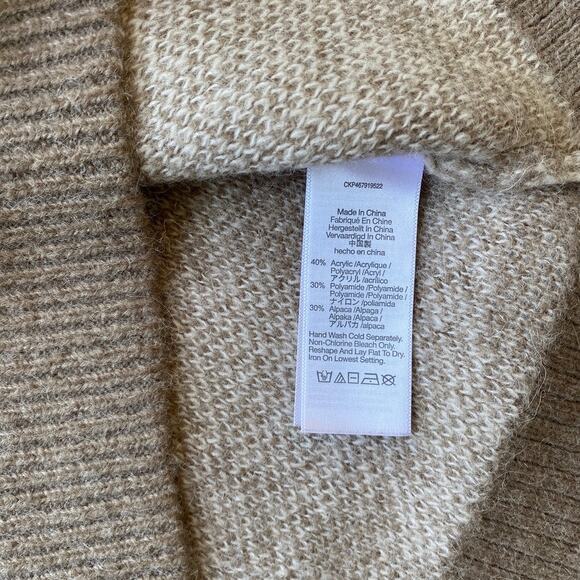 CKP467919522
Made In China
Fabriqué En Chine
Hergestellt In China
Vervaardigd In China
中国製
hecho en china
40% Acrylic /Acrylique /
Polyacryl /Acryl /
アクリル /acrílico
30% Polyamide /Polyamide /
Polyamide /Polyamide /
ナイロン /poliamida
30% Alpaca /Alpaga /
Alpaka /Alpaca /
アルパカ /alpaca
Hand Wash Cold Separately.
Non-Chlorine Bleach Only.
Reshape And Lay Flat To Dry.
Iron On Lowest Setting.